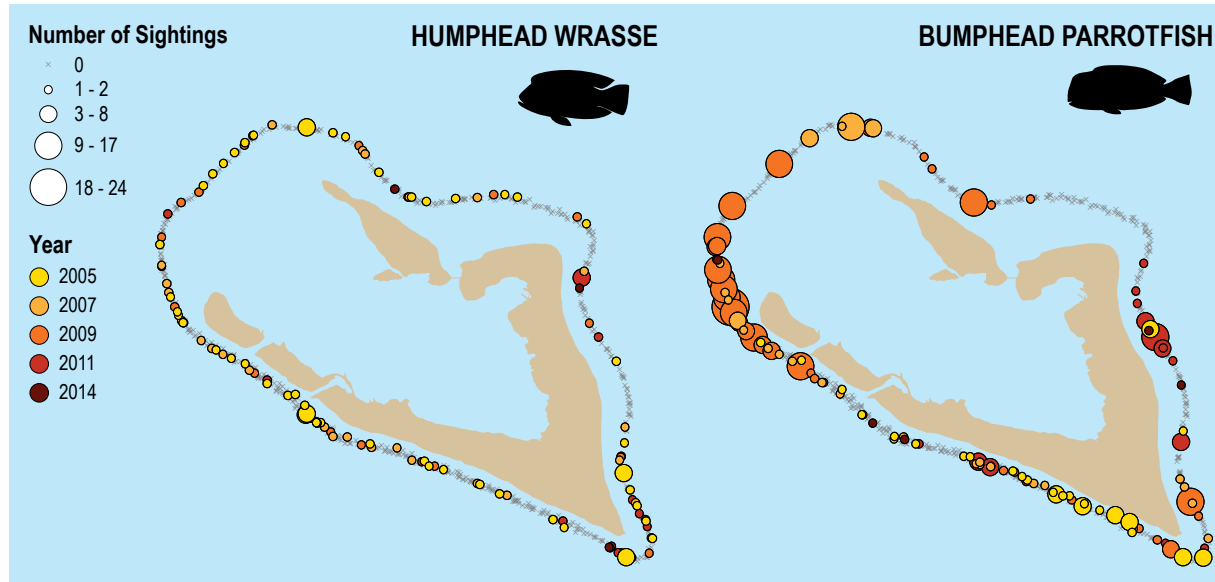 Number of Sightings
0
1 - 2
3 - 8
9 - 17
18 - 24
Year
2005
2007
2009
2011
2014
HUMPHEAD WRASSE
BUMPHEAD PARROTFISH